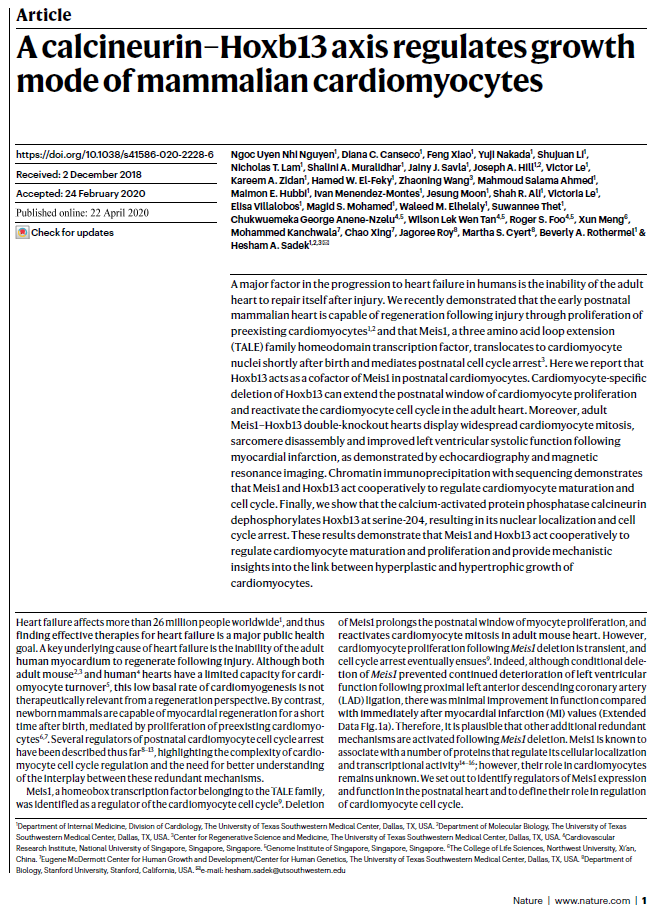 Article
A calcineurin–Hoxb13 axis regulates growth
mode of mammalian cardiomyocytes
https://doi.org/10.1038/s41586-020-2228-6
Received: 2 December 2018
Accepted: 24 February 2020
Published online: 22 April 2020
Check for updates
Ngoc Uyen Nhi Nguyen1, Diana C. Canseco1, Feng Xiao1, Yuji Nakada1, Shujuan Li1,
Nicholas T. Lam1, Shalini A. Muralidhar1, Jainy J. Savla1, Joseph A. Hill1,2, Victor Le1,
Kareem A. Zidan1, Hamed W. El-Feky1, Zhaoning Wang3, Mahmoud Salama Ahmed1,
Maimon E. Hubbi1, Ivan Menendez-Montes1, Jesung Moon1, Shah R. Ali1, Victoria Le1,
Elisa Villalobos1, Magid S. Mohamed1, Waleed M. Elhelaly1, Suwannee Thet1,
Chukwuemeka George Anene-Nzelu4,5, Wilson Lek Wen Tan4,5, Roger S. Foo4,5, Xun Meng6,
Mohammed Kanchwala7, Chao Xing7, Jagoree Roy8, Martha S. Cyert8, Beverly A. Rothermel1 &
Hesham A. Sadek1,2,3✉
A major factor in the progression to heart failure in humans is the inability of the adult
heart to repair itself after injury. We recently demonstrated that the early postnatal
mammalian heart is capable of regeneration following injury through proliferation of
preexisting cardiomyocytes1,2 and that Meis1, a three amino acid loop extension
(TALE) family homeodomain transcription factor, translocates to cardiomyocyte
nuclei shortly after birth and mediates postnatal cell cycle arrest3. Here we report that
Hoxb13 acts as a cofactor of Meis1 in postnatal cardiomyocytes. Cardiomyocyte-specific
deletion of Hoxb13 can extend the postnatal window of cardiomyocyte proliferation
and reactivate the cardiomyocyte cell cycle in the adult heart. Moreover, adult
Meis1–Hoxb13 double-knockout hearts display widespread cardiomyocyte mitosis,
sarcomere disassembly and improved left ventricular systolic function following
myocardial infarction, as demonstrated by echocardiography and magnetic
resonance imaging. Chromatin immunoprecipitation with sequencing demonstrates
that Meis1 and Hoxb13 act cooperatively to regulate cardiomyocyte maturation and
cell cycle. Finally, we show that the calcium-activated protein phosphatase calcineurin
dephosphorylates Hoxb13 at serine-204, resulting in its nuclear localization and cell
cycle arrest. These results demonstrate that Meis1 and Hoxb13 act cooperatively to
regulate cardiomyocyte maturation and proliferation and provide mechanistic
insights into the link between hyperplastic and hypertrophic growth of
cardiomyocytes.
Heart failure affects more than 26 million people worldwide1, and thus
finding effective therapies for heart failure is a major public health
goal. A key underlying cause of heart failure is the inability of the adult
human myocardium to regenerate following injury. Although both
adult mouse2,3 and human4 hearts have a limited capacity for cardi-
omyocyte turnover5, this low basal rate of cardiomyogenesis is not
therapeutically relevant from a regeneration perspective. By contrast,
newborn mammals are capable of myocardial regeneration for a short
time after birth, mediated by proliferation of preexisting cardiomyo-
cytes6,7. Several regulators of postnatal cardiomyocyte cell cycle arrest
have been described thus far8–13, highlighting the complexity of cardio-
myocyte cell cycle regulation and the need for better understanding
of the interplay between these redundant mechanisms.
Meis1, a homeobox transcription factor belonging to the TALE family,
was identified as a regulator of the cardiomyocyte cell cycle9. Deletion
of Meis1 prolongs the postnatal window of myocyte proliferation, and
reactivates cardiomyocyte mitosis in adult mouse heart. However,
cardiomyocyte proliferation following Meis1 deletion is transient, and
cell cycle arrest eventually ensues9. Indeed, although conditional dele-
tion of Meis1 prevented continued deterioration of left ventricular
function following proximal left anterior descending coronary artery
(LAD) ligation, there was minimal improvement in function compared
with immediately after myocardial infarction (MI) values (Extended
Data Fig. 1a). Therefore, it is plausible that other additional redundant
mechanisms are activated following Meis1 deletion. Meis1 is known to
associate with a number of proteins that regulate its cellular localization
and transcriptional activity14–16; however, their role in cardiomyocytes
remains unknown. We set out to identify regulators of Meis1 expression
and function in the postnatal heart and to define their role in regulation
of cardiomyocyte cell cycle.
1Department of Internal Medicine, Division of Cardiology, The University of Texas Southwestern Medical Center, Dallas, TX, USA. 2Department of Molecular Biology, The University of Texas
Southwestern Medical Center, Dallas, TX, USA. 3Center for Regenerative Science and Medicine, The University of Texas Southwestern Medical Center, Dallas, TX, USA. 4Cardiovascular
Research Institute, National University of Singapore, Singapore, Singapore. 5Genome Institute of Singapore, Singapore, Singapore. 6The College of Life Sciences, Northwest University, Xi'an,
China. 7Eugene McDermott Center for Human Growth and Development/Center for Human Genetics, The University of Texas Southwestern Medical Center, Dallas, TX, USA. 8Department of
Biology, Stanford University, Stanford, California, USA. ✉e-mail: hesham.sadek@utsouthwestern.edu
Nature | www.nature.com | 1